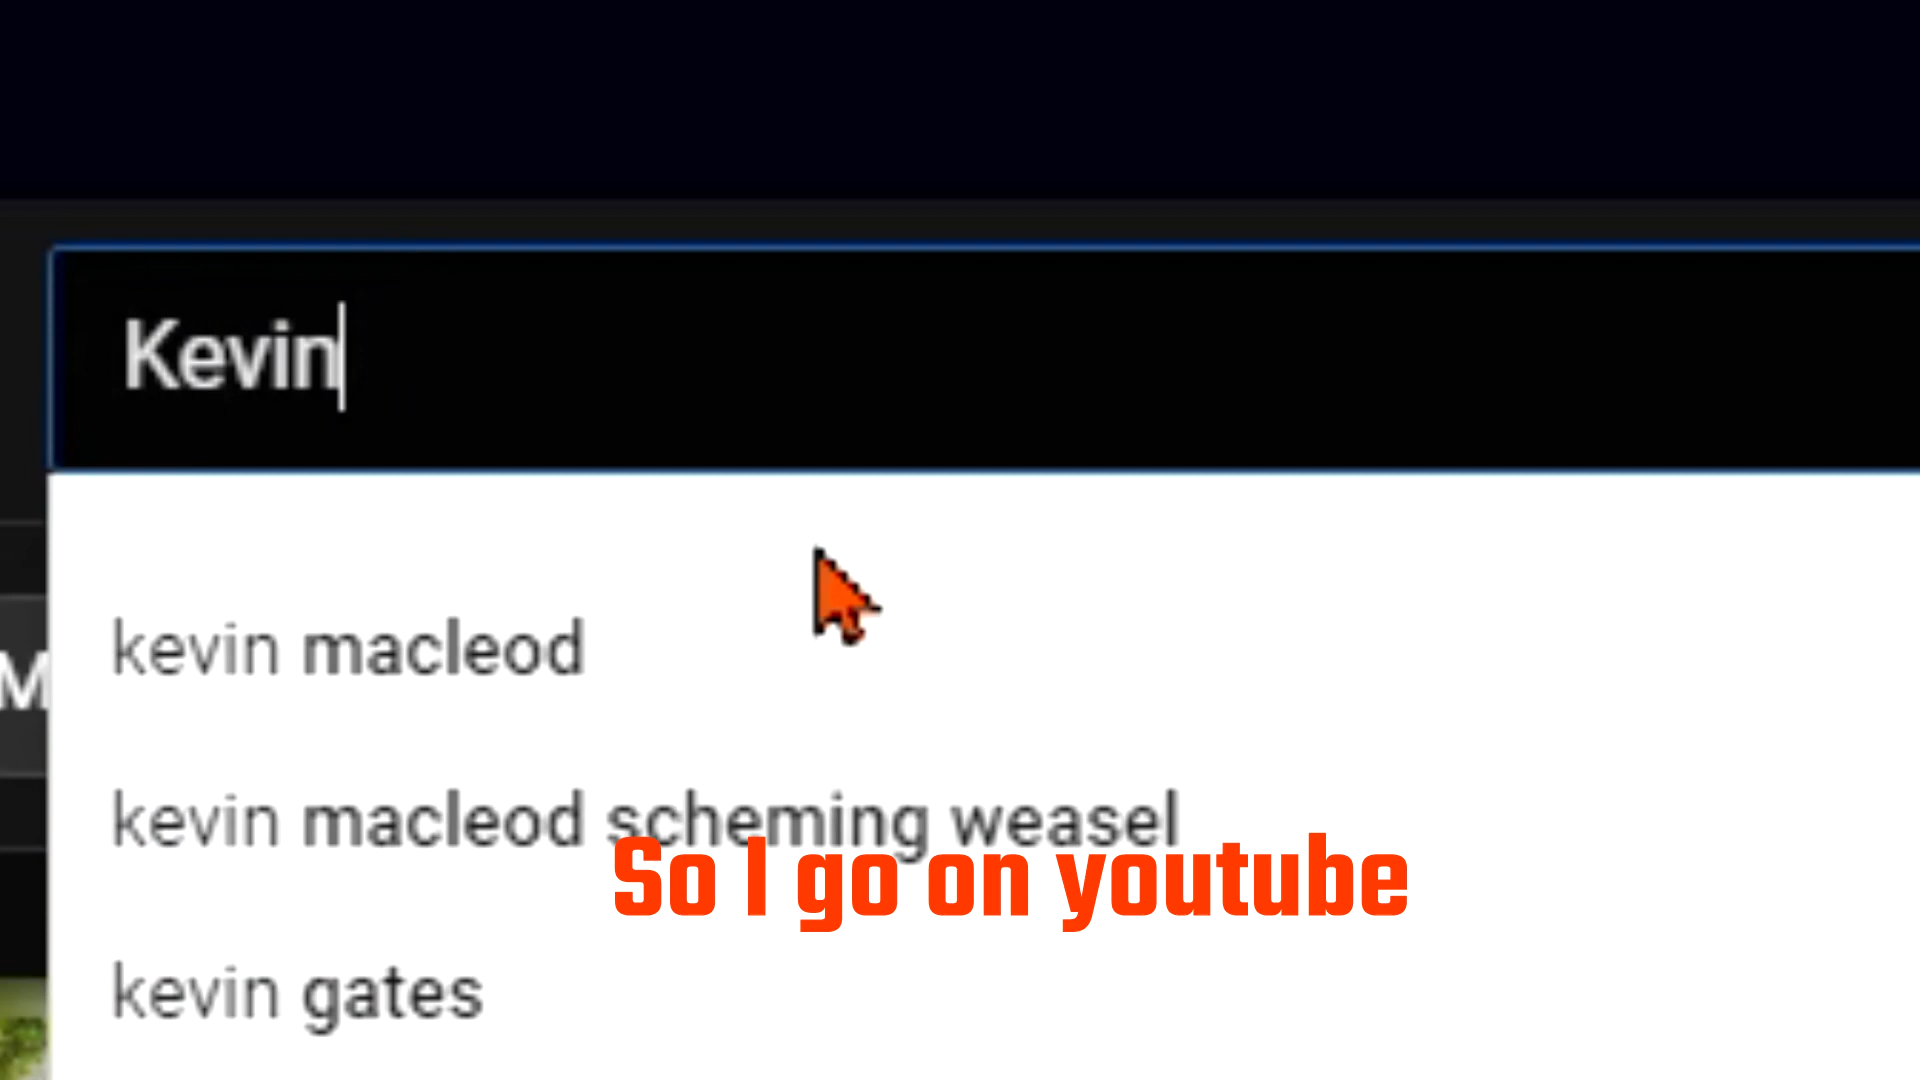 Kevin
kevin macleod
M
kevin macleod scheming weasel
So I go on youtube
kevin gates